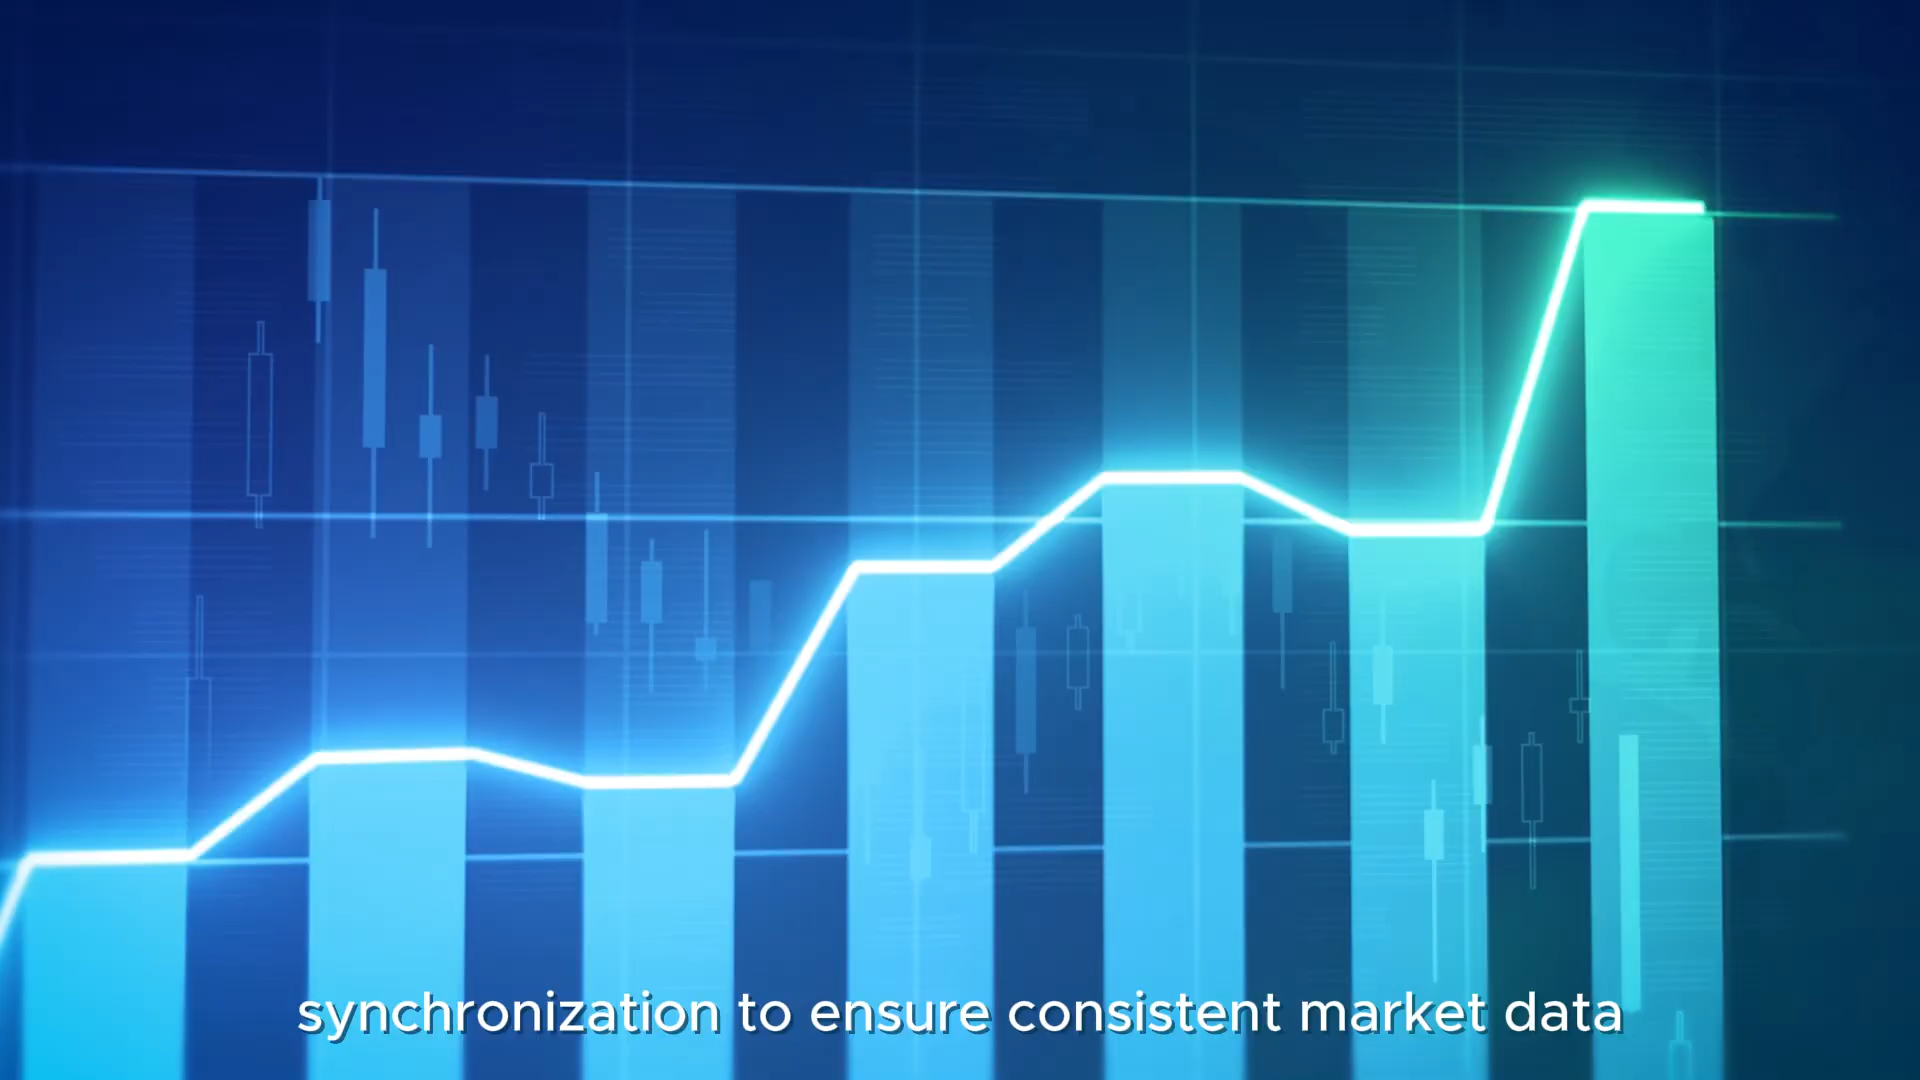 synchronization to ensure consistent market data